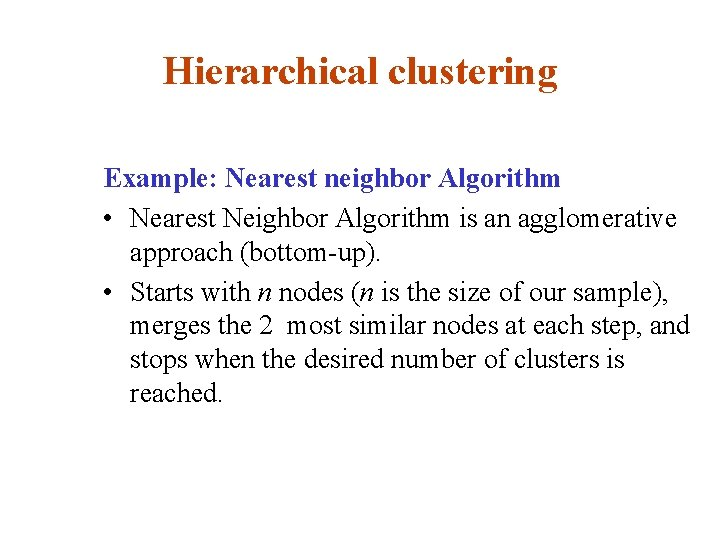 Hierarchical clustering
Example: Nearest neighbor Algorithm
• Nearest Neighbor Algorithm is an agglomerative
approach (bottom-up).
• Starts with n nodes (n is the size of our sample),
merges the 2 most similar nodes at each step, and
stops when the desired number of clusters is
reached.